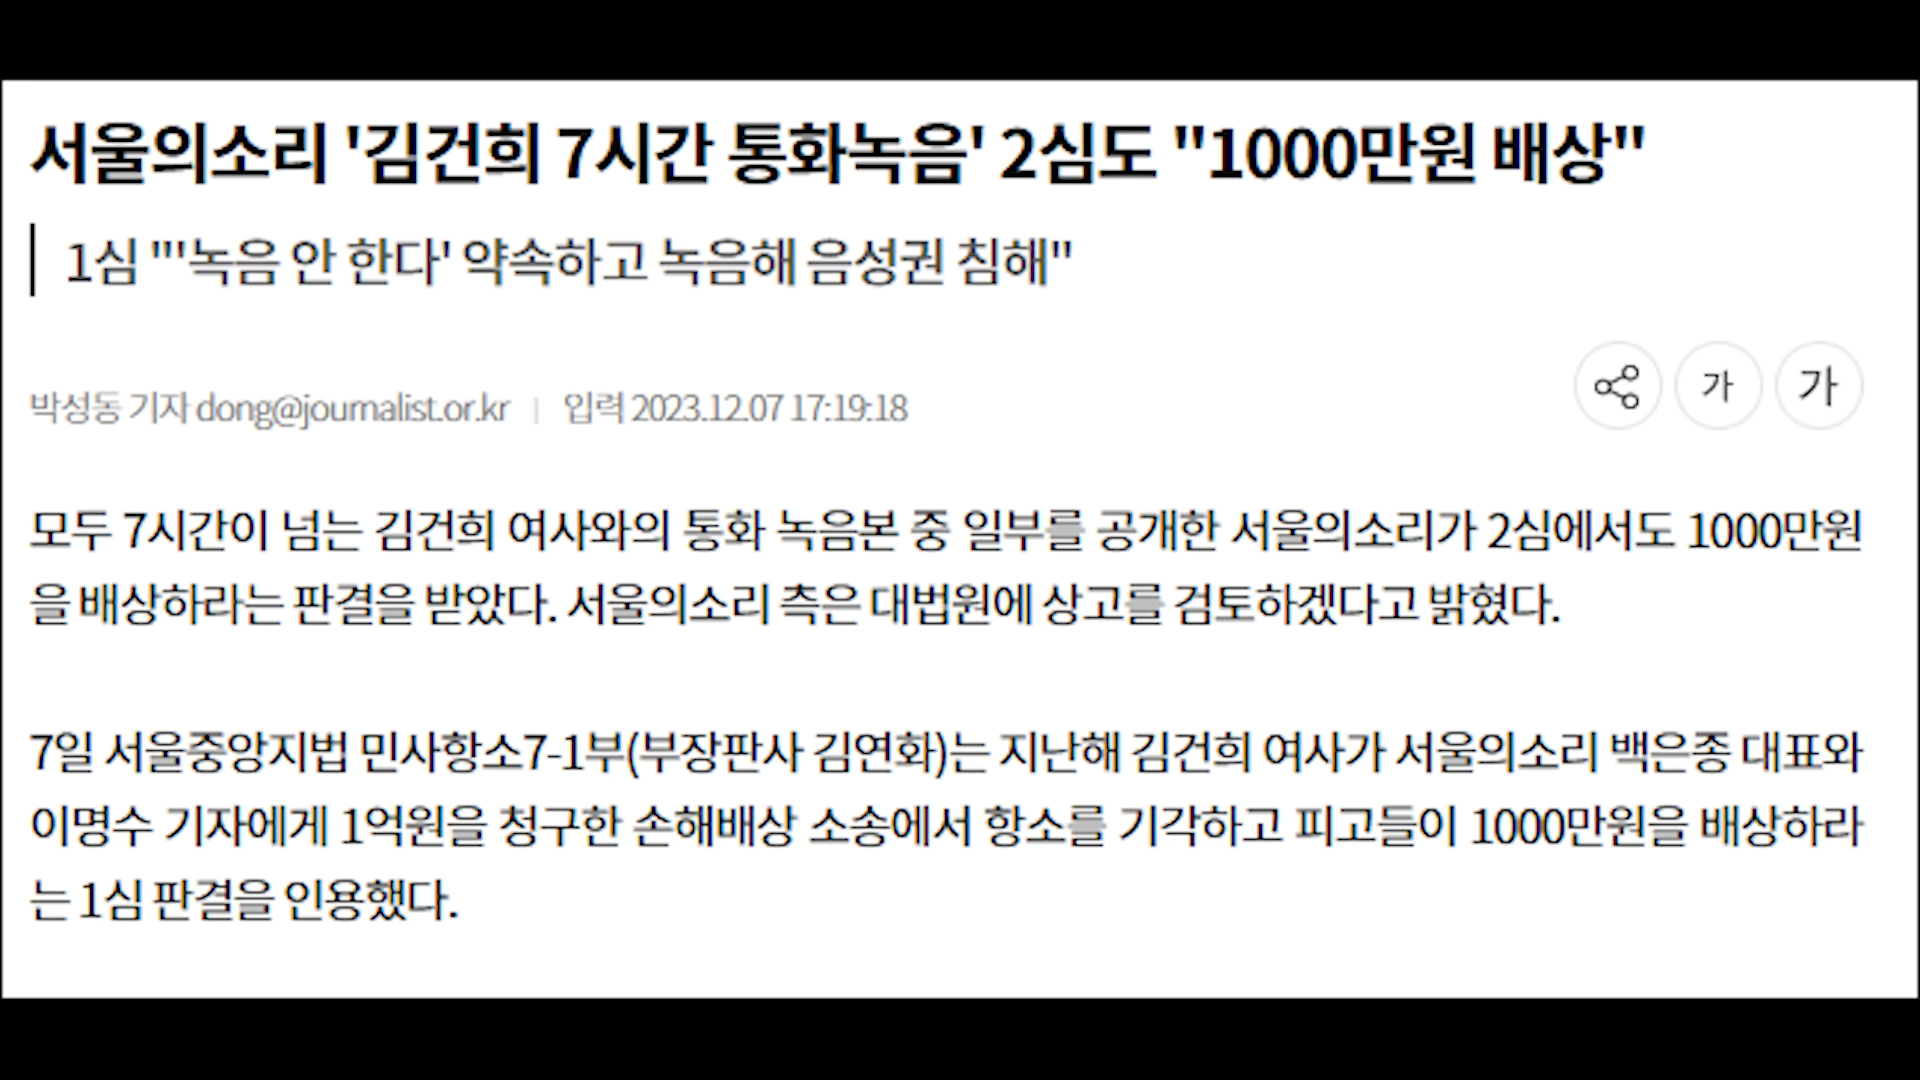 서울의소리 '김건희 7시간 통화녹음' 2심도 "1000만원 배상"
1심 "'녹음 안 한다' 약속하고 녹음해 음성권 침해"
박성동 기자 dong@journalist.or.kr | 입력 2023.12.07 17:19:18
가 가
모두 7시간이 넘는 김건희 여사와의 통화 녹음본 중 일부를 공개한 서울의소리가 2심에서도 1000만원
을 배상하라는 판결을 받았다. 서울의소리 측은 대법원에 상고를 검토하겠다고 밝혔다.
7일 서울중앙지법 민사항소7-1부(부장판사 김연화)는 지난해 김건희 여사가 서울의소리 백은종 대표와
이명수 기자에게 1억원을 청구한 손해배상 소송에서 항소를 기각하고 피고들이 1000만원을 배상하라
는 1심 판결을 인용했다.